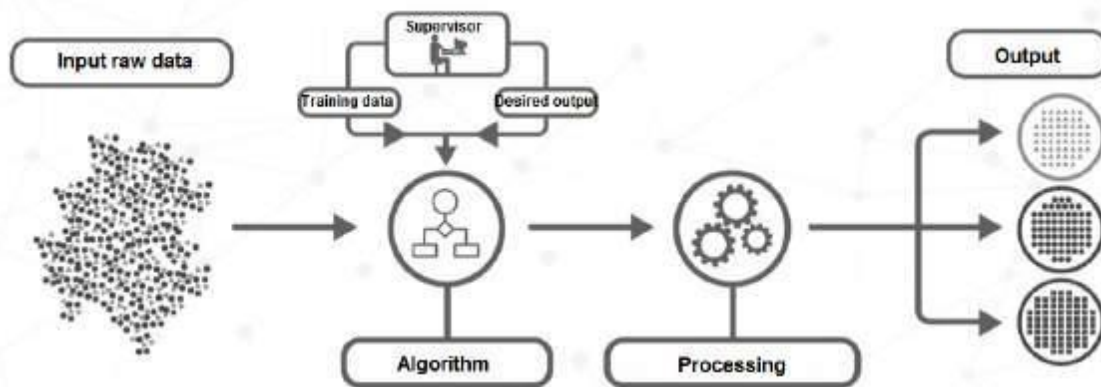 Input raw data
Supervisor
Training data
Desired output
Algorithm
Processing
Output